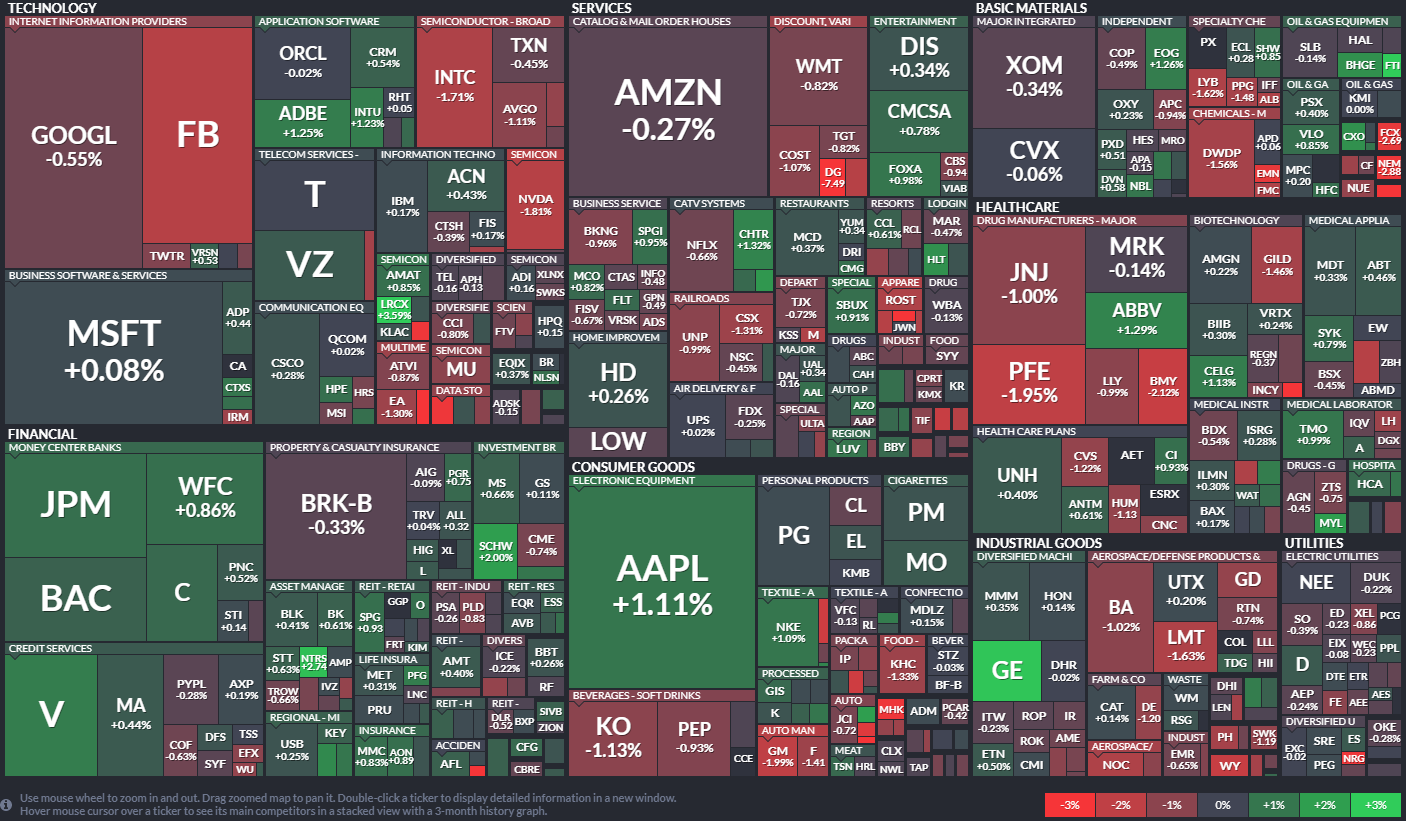 TECHNOLOGY
INTERNET INFORMATION PROVIDERS
GOOGL
-0.55%
FB
TWTR
VRSN
+0.53
APPLICATION SOFTWARE
ORCL
-0.02%
CRM
+0.54%
ADBE
+1.25%
INTU
+1.23%
RHT
+0.05
SEMICONDUCTOR - BROAD
INTC
-1.71%
TXN
-0.45%
AVGO
-1.11%
BUSINESS SOFTWARE & SERVICES
MSFT
+0.08%
ADP
+0.44
CA
CTXS
IRM
TELECOM SERVICES -
T
VZ
INFORMATION TECHNO
IBM
+0.17%
ACN
+0.43%
CTSH
-0.39%
FIS
+0.17%
SEMICON
NVDA
-1.81%
COMMUNICATION EQ
CSCO
+0.28%
QCOM
+0.02%
HPE
HRS
MSI
SEMICON
AMAT
+0.85%
LRCX
+3.59%
KLAC
DIVERSIFIED
TEL
-0.16
APH
-0.13
SEMICON
ADI
+0.16
XLNX
SWKS
DIVERSIFIE
CCI
-0.80%
SCIEN
FTV
HPQ
+0.15
MULTIME
ATVI
-0.87%
EA
-1.30%
SEMICON
MU
DATA STO
EQIX
+0.37%
BR
NLSN
ADSK
-0.15
FINANCIAL
MONEY CENTER BANKS
JPM
WFC
+0.86%
BAC
C
PNC
+0.52%
STI
+0.14
CREDIT SERVICES
V
MA
+0.44%
PYPL
-0.28%
AXP
+0.19%
COF
-0.63%
DFS
SYF
TSS
EFX
WU
PROPERTY & CASUALTY INSURANCE
BRK-B
-0.33%
AIG
-0.09%
PGR
+0.75
TRV
+0.04%
ALL
+0.32
HIG
XL
L
INVESTMENT BR
MS
+0.66%
GS
+0.11%
SCHW
+2.00%
CME
-0.74%
ASSET MANAGE
BLK
+0.41%
BK
+0.61%
STT
+0.63%
NTRS
+2.74
AMP
TROW
-0.66%
IVZ
REGIONAL - MI
USB
+0.25%
KEY
REIT - RETAI
SPG
+0.93
GGP
O
FRT
KIM
LIFE INSURA
MET
+0.31%
PFG
LNC
PRU
INSURANCE
MMC
+0.83%
AON
+0.89
REIT - INDU
PSA
-0.26
PLD
-0.83
REIT - RES
EQR
ESS
AVB
REIT -
AMT
+0.40%
DIVERS
ICE
-0.22%
BBT
+0.26%
RF
REIT - H
REIT -
DLR
-0.52
BXP
SIVB
ZION
ACCIDEN
AFL
CFG
CBRE
SERVICES
CATALOG & MAIL ORDER HOUSES
AMZN
-0.27%
DISCOUNT, VARI
WMT
-0.82%
COST
-1.07%
TGT
-0.82%
DG
-7.49
ENTERTAINMENT
DIS
+0.34%
CMCSA
+0.78%
FOXA
+0.98%
CBS
-0.94
VIAB
BUSINESS SERVICE
BKNG
-0.96%
SPGI
+0.95%
MCO
+0.82%
CTAS
INFO
-0.48
FISV
-0.67%
FLT
GPN
-0.49
VRSK
ADS
CATV SYSTEMS
NFLX
-0.66%
CHTR
+1.32%
RESTAURANTS
MCD
+0.37%
YUM
+0.34
DRI
CMG
RESORTS
CCL
+0.61%
RCL
LODGIN
MAR
-0.47%
HLT
RAILROADS
UNP
-0.99%
CSX
-1.31%
NSC
-0.45%
DEPART
TJX
-0.72%
KSS
M
SPECIAL
SBUX
+0.91%
APPARE
ROST
JWN
DRUG
WBA
-0.13%
HOME IMPROVEM
HD
+0.26%
LOW
MAJOR
DAL
-0.16
UAL
+0.34
AAL
DRUGS
ABC
CAH
INDUST
FOOD
SYY
AIR DELIVERY & F
UPS
+0.02%
FDX
-0.25%
SPECIAL
ULTA
AUTO P
AZO
AAP
REGION
LUV
CPRT
KMX
KR
TIF
BBY
CONSUMER GOODS
ELECTRONIC EQUIPMENT
AAPL
+1.11%
PERSONAL PRODUCTS
PG
CL
EL
KMB
CIGARETTES
PM
MO
BEVERAGES - SOFT DRINKS
KO
-1.13%
PEP
-0.93%
CCE
TEXTILE - A
NKE
+1.09%
TEXTILE - A
VFC
-0.13
RL
CONFECTIO
MDLZ
+0.15%
PACKA
IP
FOOD -
KHC
-1.33%
BEVER
STZ
-0.03%
BF-B
PROCESSED
GIS
K
AUTO
JCI
-0.72
MHK
ADM
PCAR
-0.42
AUTO MAN
GM
-1.99%
F
-1.41
MEAT
TSN
HRL
CLX
NWL
TAP
BASIC MATERIALS
MAJOR INTEGRATED
XOM
-0.34%
CVX
-0.06%
INDEPENDENT
COP
-0.49%
EOG
+1.26%
OXY
+0.23%
APC
-0.94%
PXD
+0.51
HES
MRO
APA
-0.15
DVN
+0.58
NBL
SPECIALTY CHE
PX
ECL
+0.28
SHW
+0.85
LYB
-1.62%
PPG
-1.48
IFF
ALB
CHEMICALS - M
DWDP
-1.56%
APD
+0.06
EMN
FMC
OIL & GAS EQUIPMEN
SLB
-0.14%
HAL
BHGE
FTI
OIL & GA
PSX
+0.40%
VLO
+0.85%
MPC
+0.20
HFC
OIL & GAS
KMI
0.00%
CXO
FCX
-2.69
CF
NEM
-2.88
NUE
HEALTHCARE
DRUG MANUFACTURERS - MAJOR
JNJ
-1.00%
MRK
-0.14%
ABBV
+1.29%
PFE
-1.95%
LLY
-0.99%
BMY
-2.12%
BIOTECHNOLOGY
AMGN
+0.22%
GILD
-1.46%
BIIB
+0.30%
VRTX
+0.24%
REGN
-0.37
CELG
+1.13%
INCY
MEDICAL APPLIA
MDT
+0.33%
ABT
+0.46%
SYK
+0.79%
EW
BSX
-0.45%
ZBH
ABMD
HEALTH CARE PLANS
UNH
+0.40%
CVS
-1.22%
AET
CI
+0.93%
ANTM
+0.61%
HUM
-1.13
ESRX
CNC
MEDICAL INSTR
BDX
-0.54%
ISRG
+0.28%
ILMN
+0.30%
WAT
BAX
+0.17%
MEDICAL LABORATOR
TMO
+0.99%
IQV
LH
A
DGX
DRUGS - G
AGN
-0.45
ZTS
-0.75
MYL
HOSPITA
HCA
INDUSTRIAL GOODS
DIVERSIFIED MACHI
MMM
+0.35%
HON
+0.14%
GE
DHR
-0.02%
ITW
-0.23%
ROP
IR
ROK
AME
ETN
+0.50%
CMI
AEROSPACE/DEFENSE PRODUCTS &
BA
-1.02%
UTX
+0.20%
GD
RTN
-0.74%
LMT
-1.63%
COL
LLL
TDG
HII
FARM & CO
CAT
+0.14%
DE
-1.20
WASTE
WM
RSG
DHI
LEN
AEROSPACE/
NOC
INDUST
EMR
-0.65%
PH
SWK
-1.19
WY
UTILITIES
ELECTRIC UTILITIES
NEE
DUK
-0.22%
SO
-0.39%
ED
-0.23
XEL
-0.86
PCG
D
EIX
-0.08
WEC
-0.23
PPL
DTE
ETR
AEP
-0.24%
FE
AEE
AES
DIVERSIFIED U
EXC
-0.02
SRE
ES
OKE
-0.28%
PEG
NRG
Use mouse wheel to zoom in and out. Drag zoomed map to pan it. Double-click a ticker to display detailed information in a new window.
Hover mouse cursor over a ticker to see its main competitors in a stacked view with a 3-month history graph.
-3%
-2%
-1%
0%
+1%
+2%
+3%